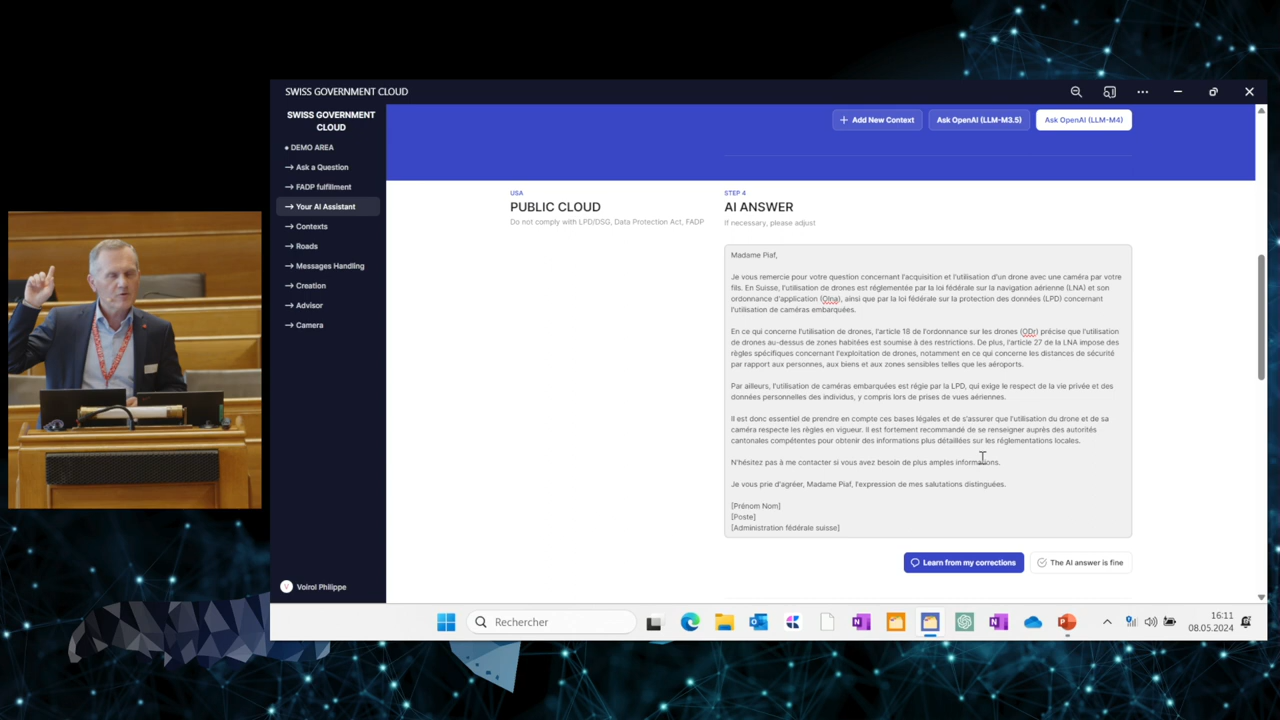 SWISS GOVERNMENT CLOUD
SWISS GOVERNMENT
CLOUD
DEMO AREA
Ask a Question
FADP fulfillment
Your AI Assistant
Contexts
Roads
Messages Handling
Creation
Advisor
Camera
V Voirol Philippe
Add New Context
Ask OpenAI (LLM-M3.5)
Ask OpenAI (LLM-M4)
USA
PUBLIC CLOUD
Do not comply with LPD/DSG, Data Protection Act, FADP
STEP 4
AI ANSWER
If necessary, please adjust
Madame Piaf,
Je vous remercie pour votre question concernant l'acquisition et l'utilisation d'un drone avec une caméra par votre
fils. En Suisse, l'utilisation de drones est réglementée par la loi fédérale sur la navigation aérienne (LNA) et son
ordonnance d'application (Olna), ainsi que par la loi fédérale sur la protection des données (LPD) concernant
l'utilisation de caméras embarquées.
En ce qui concerne l'utilisation de drones, l'article 18 de l'ordonnance sur les drones (ODr) précise que l'utilisation
de drones au-dessus de zones habitées est soumise à des restrictions. De plus, l'article 27 de la LNA impose des
règles spécifiques concernant l'exploitation de drones, notamment en ce qui concerne les distances de sécurité
par rapport aux personnes, aux biens et aux zones sensibles telles que les aéroports.
Par ailleurs, l'utilisation de caméras embarquées est régie par la LPD, qui exige le respect de la vie privée et des
données personnelles des individus, y compris lors de prises de vues aériennes.
Il est donc essentiel de prendre en compte ces bases légales et de s'assurer que l'utilisation du drone et de sa
caméra respecte les règles en vigueur. Il est fortement recommandé de se renseigner auprès des autorités
cantonales compétentes pour obtenir des informations plus détaillées sur les réglementations locales.
N'hésitez pas à me contacter si vous avez besoin de plus amples informations.
Je vous prie d'agréer, Madame Piaf, l'expression de mes salutations distinguées.
[Prénom Nom]
[Poste]
[Administration fédérale suisse]
Learn from my corrections
The AI answer is fine
Rechercher
16:11
08.05.2024